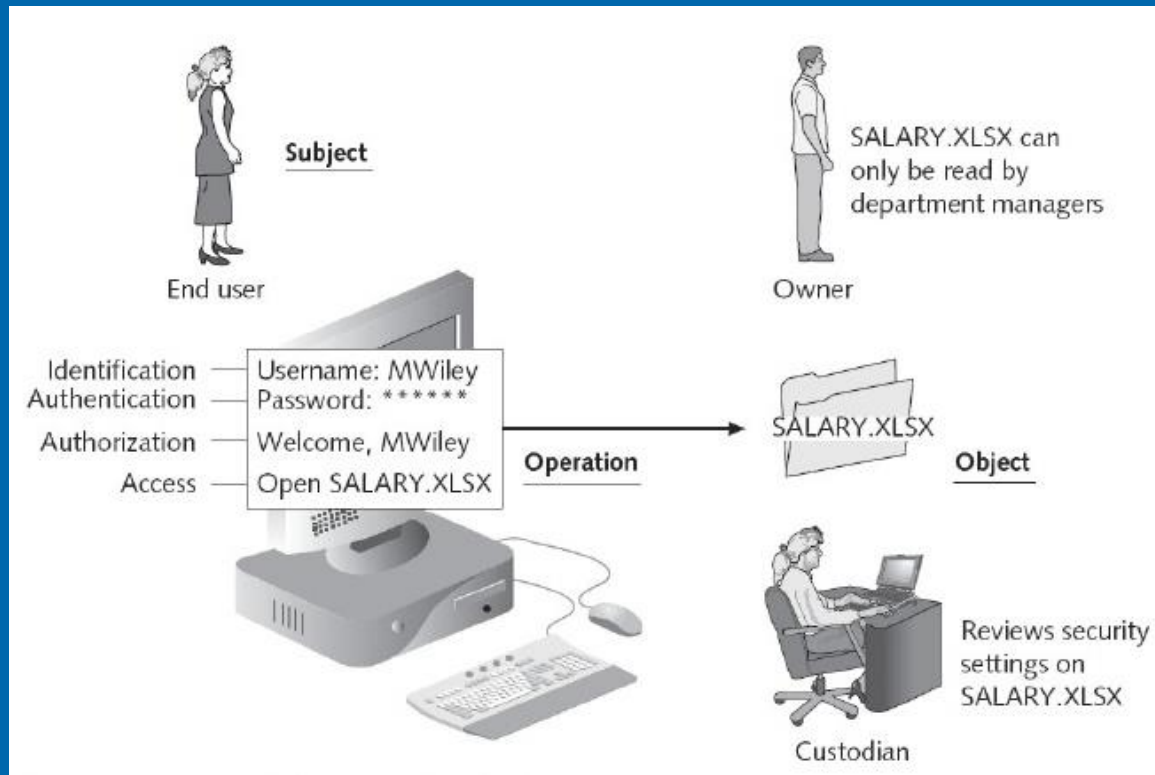 Subject
End user
SALARY.XLSX can
only be read by
department managers
Owner
Identification
Username: MWiley
Authentication
Password: ******
Authorization
Welcome, MWiley
Access
Open SALARY.XLSX
Operation
SALARY.XLSX
Object
Reviews security
settings on
SALARY.XLSX
Custodian